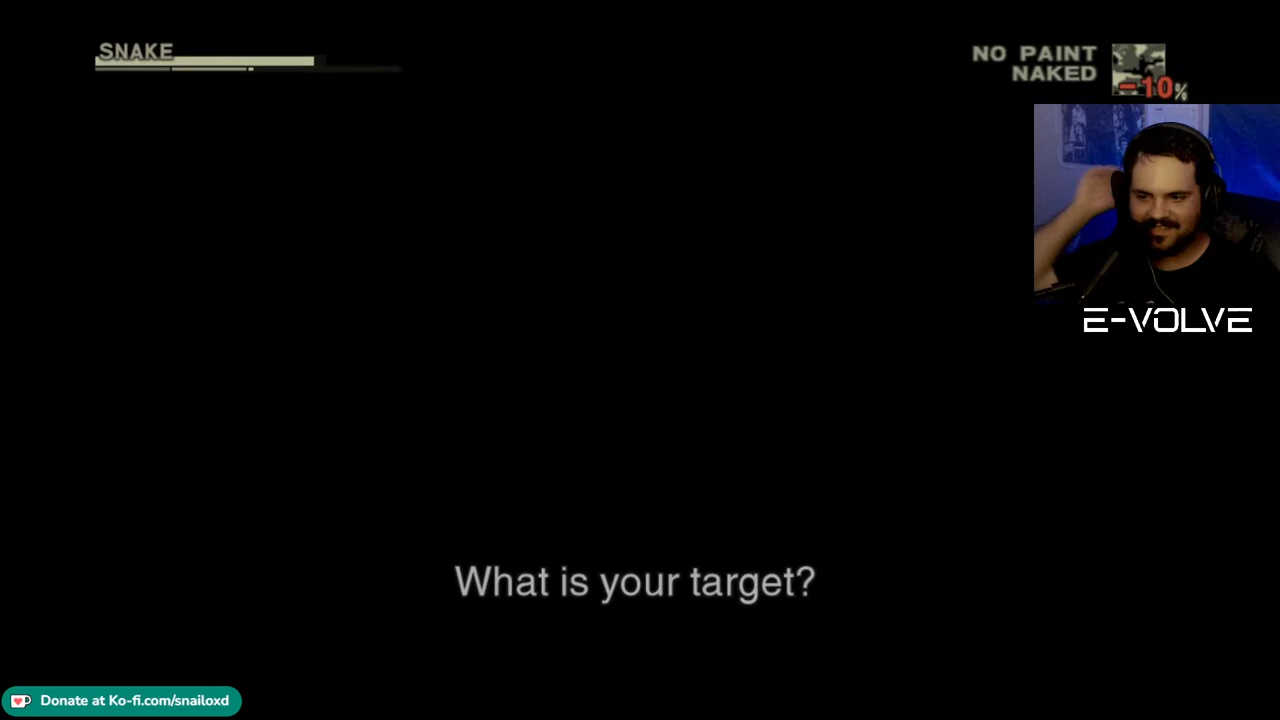 SNAKE
NO PAINT
NAKED
-10%
E-VOLVE
What is your target?
Donate at Ko-fi.com/snailoxd